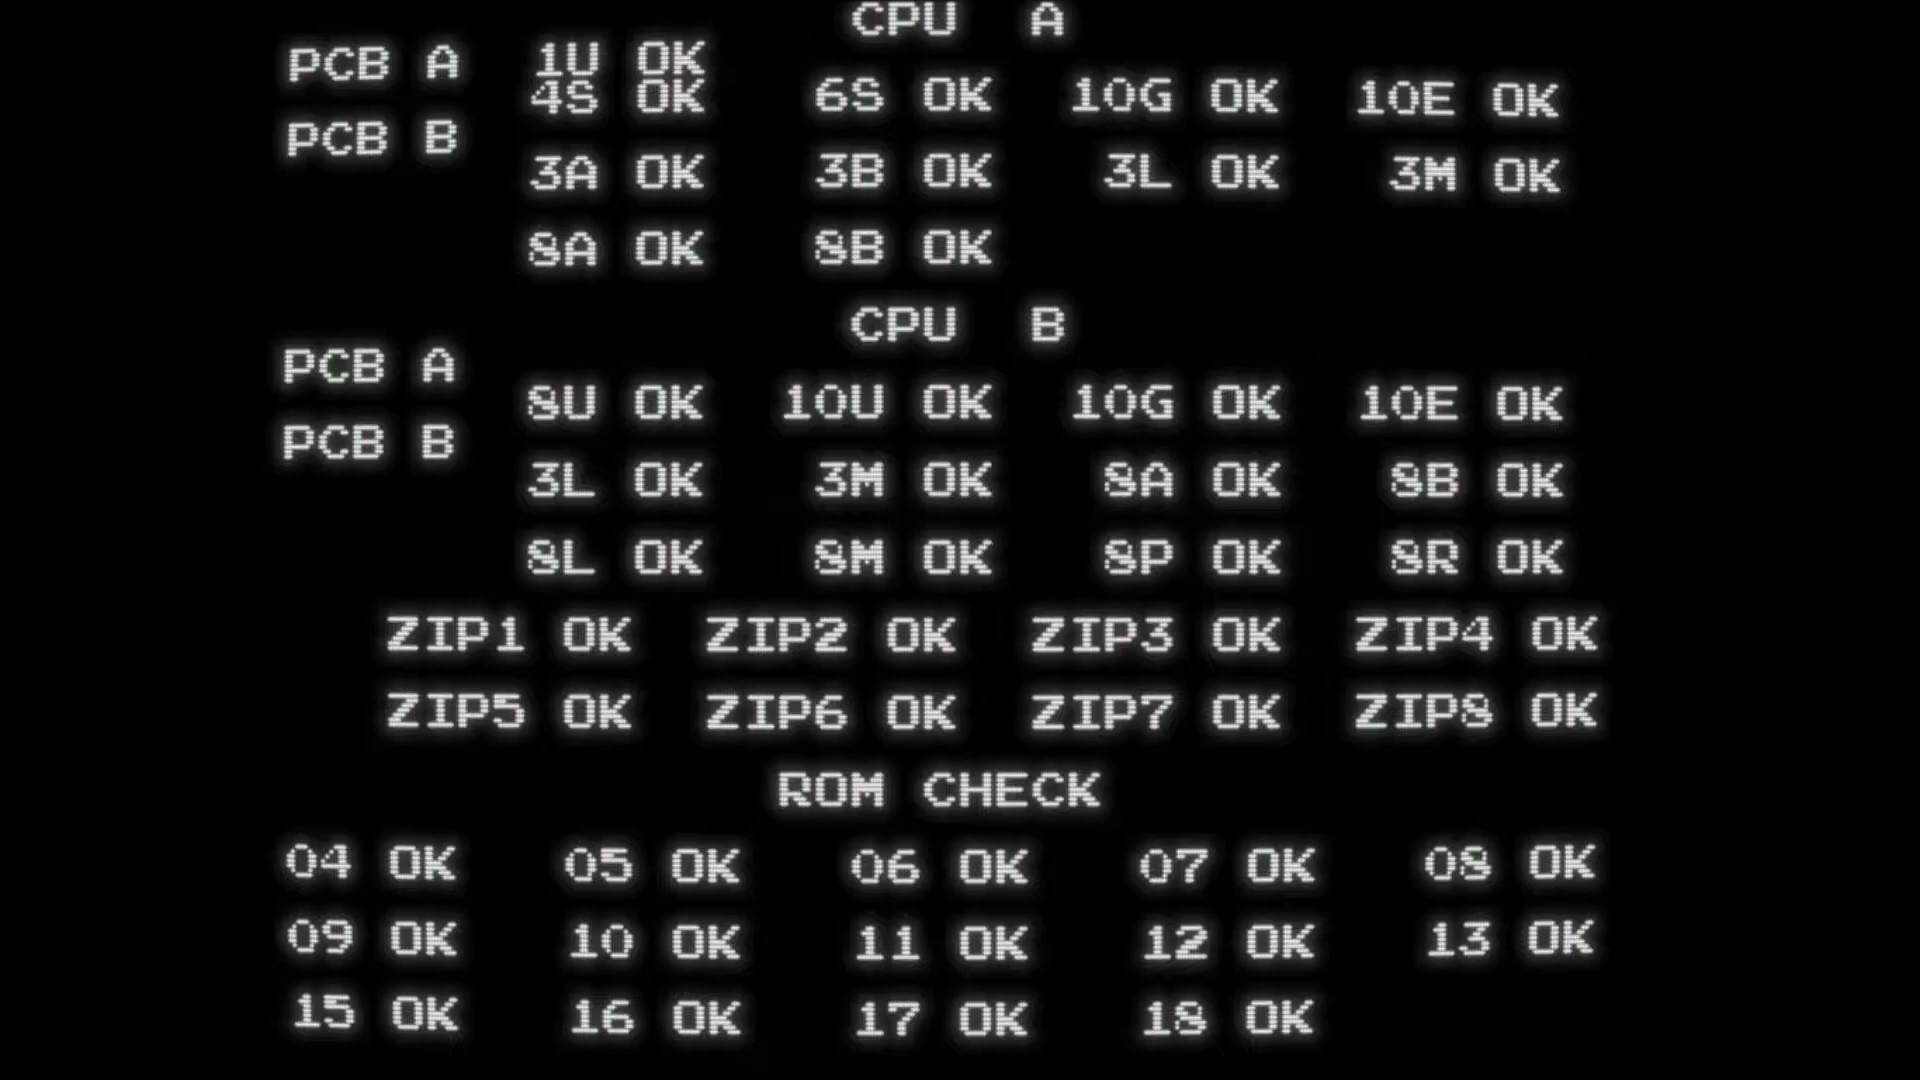 CPU A
PCB A 1U OK
4S OK 6S OK 10G OK 10E OK
PCB B
3A OK 3B OK 3L OK 3M OK
8A OK 8B OK
CPU B
PCB A
8U OK 10U OK 10G OK 10E OK
PCB B
3L OK 3M OK 8A OK 8B OK
8L OK 8M OK 8P OK 8R OK
ZIP1 OK ZIP2 OK ZIP3 OK ZIP4 OK
ZIP5 OK ZIP6 OK ZIP7 OK ZIP8 OK
ROM CHECK
04 OK 05 OK 06 OK 07 OK 08 OK
09 OK 10 OK 11 OK 12 OK 13 OK
15 OK 16 OK 17 OK 18 OK